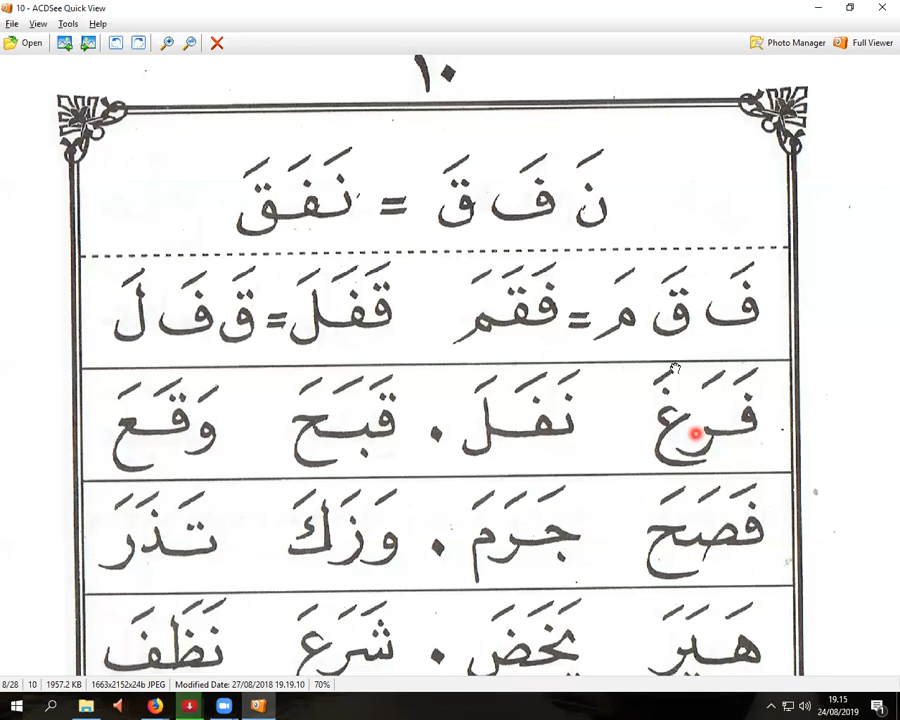 10 - ACDSee Quick View
File View Tools Help
Open Photo Manager Full Viewer
١٠
نَ فَ قَ = نَفَقَ
فَ قَ مَ = فَقَمَ قَفَلَ = قَ فَ لَ
فَرَغَ نَفَلَ . قَبَحَ وَقَعَ
فَصَحَ جَرَمَ . وَزَكَ تَذَرَ
هَيَرَ يَخَضَ . شَرَعَ نَظَفَ
8/28 10 1957.2 KB 1663x2152x24b JPEG Modified Date: 27/08/2018 19.19.10 70%
19.15
24/08/2019
1